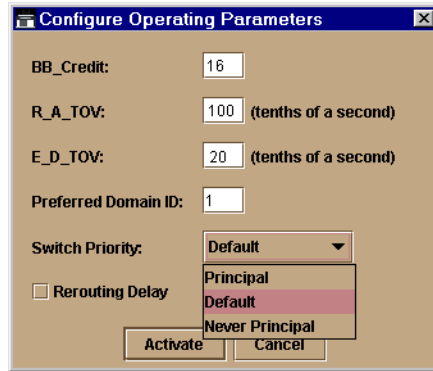 Configure Operating Parameters
BB_Credit: 16
R_A_TOV: 100 (tenths of a second)
E_D_TOV: 20 (tenths of a second)
Preferred Domain ID: 1
Switch Priority: Default
Principal
Rerouting Delay Default
Never Principal
Activate Cancel